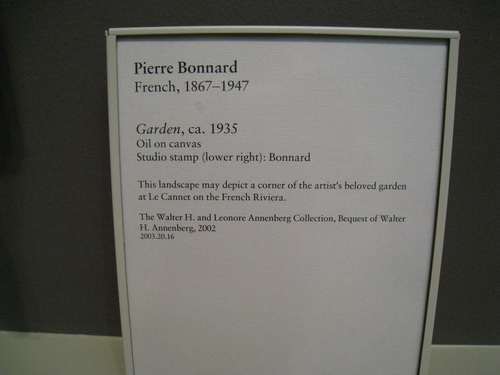 Pierre Bonnard
French, 1867–1947
Garden, ca. 1935
Oil on canvas
Studio stamp (lower right): Bonnard
This landscape may depict a corner of the artist's beloved garden
at Le Cannet on the French Riviera.
The Walter H. and Leonore Annenberg Collection, Bequest of Walter
H. Annenberg, 2002
2003.20.16